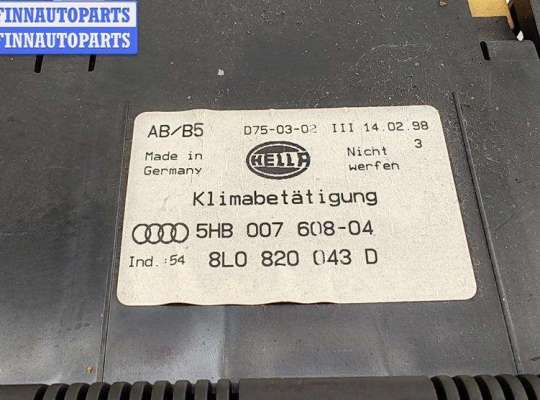 FINNAUTOPARTS
FINNAUTOPARTS
AB/B5 D75-03-02 III 14.02.98
Made in Germany
HELLA
Nicht werfen
3
Klimabetätigung
5HB 007 608-04
Ind.:54 8L0 820 043 D